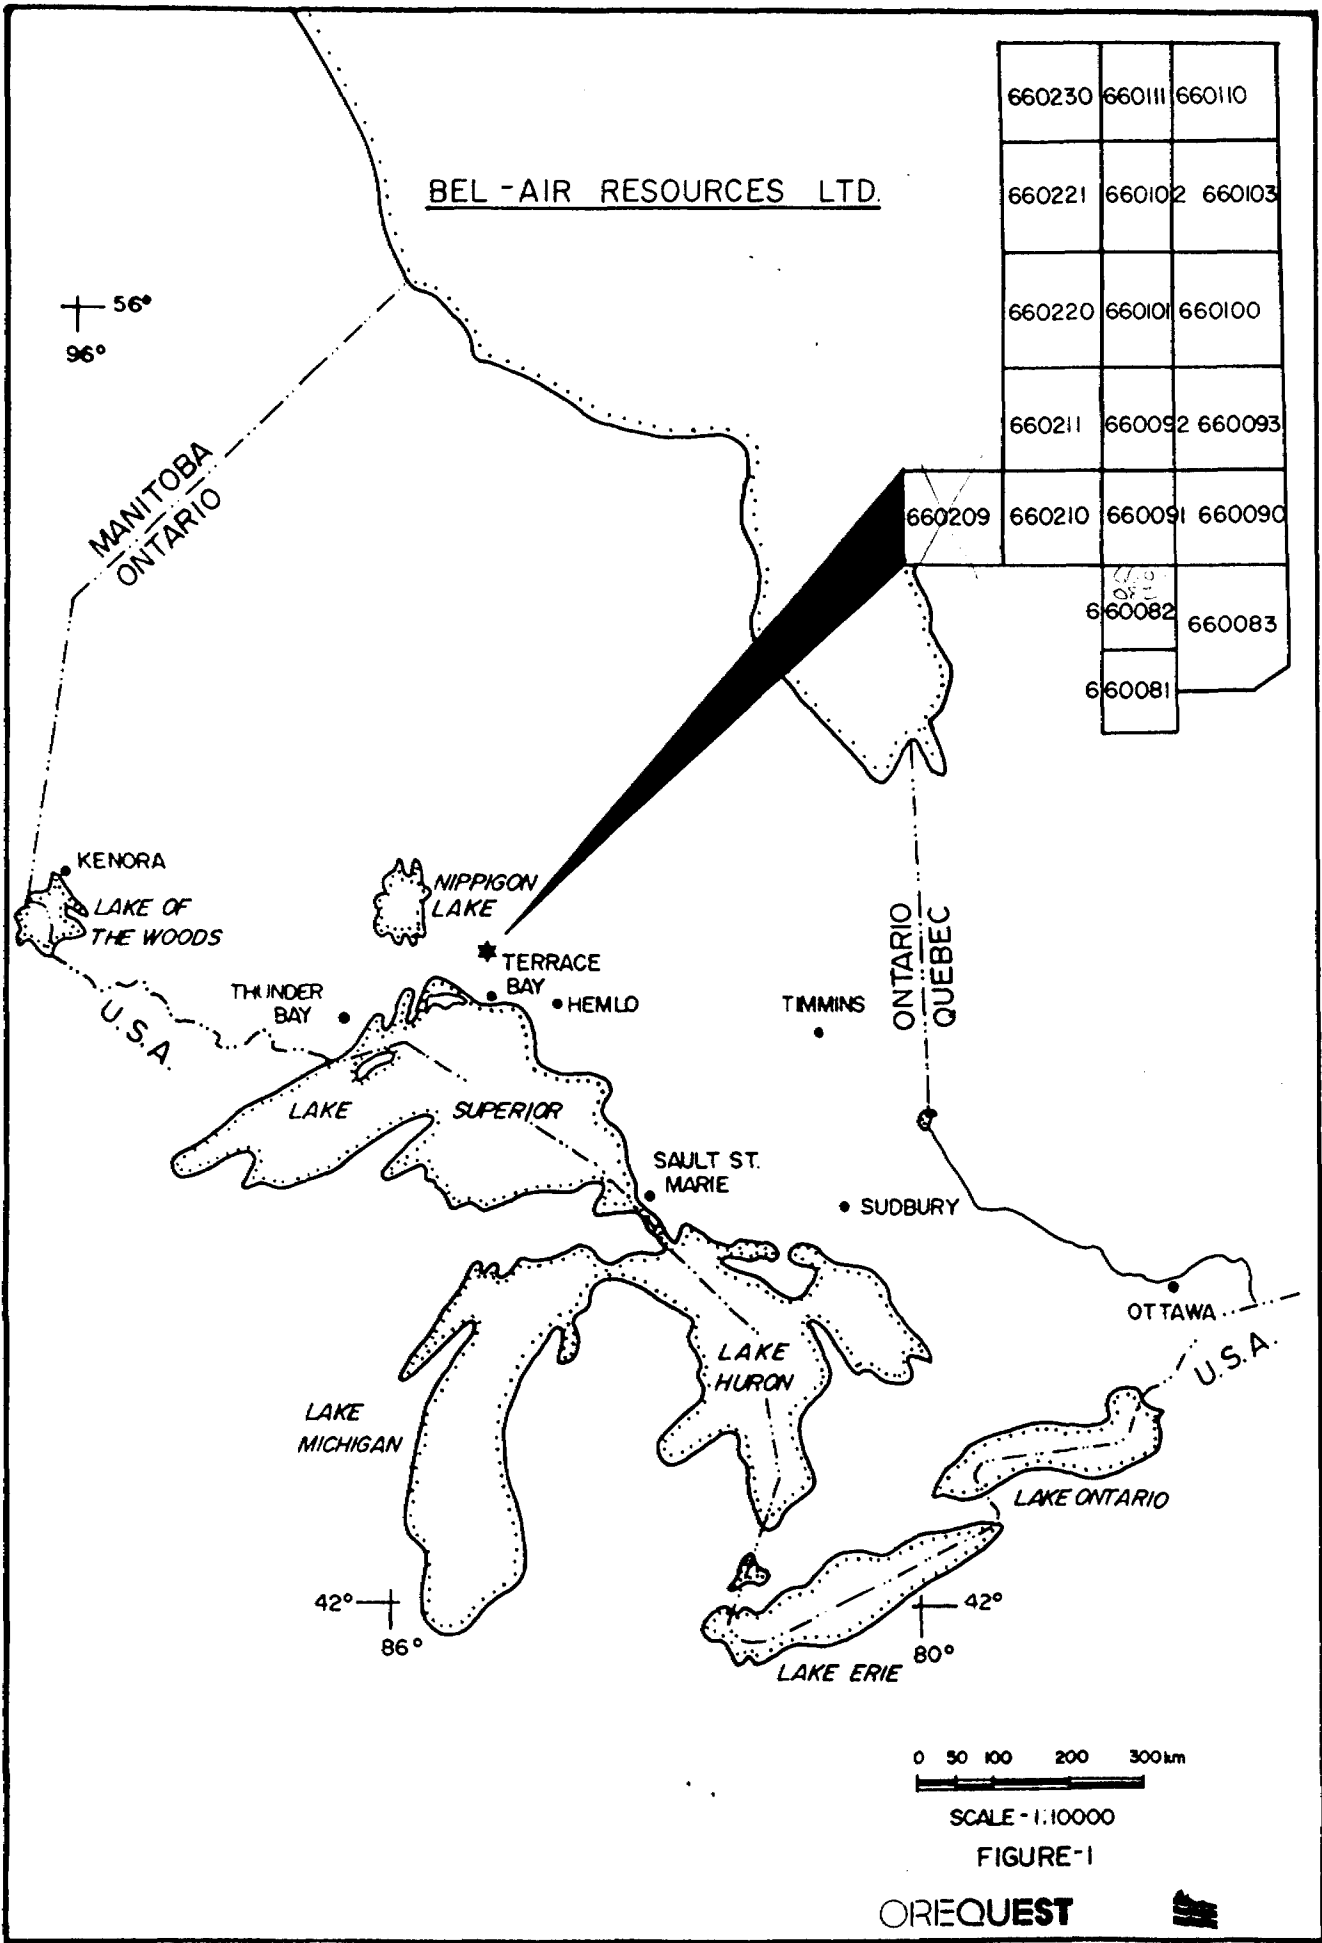 660230 660111 660110
BEL-AIR RESOURCES LTD.
660221 660102 660103
56°
96°
660220 660101 660100
660211 660092 660093
MANITOBA
ONTARIO
660209 660210 660091 660090
660082 660083
660081
KENORA
LAKE OF
THE WOODS
NIPPIGON
LAKE
TERRACE
BAY
HEMLO
THUNDER
BAY
U.S.A.
TIMMINS
ONTARIO
QUEBEC
LAKE SUPERIOR
SAULT ST.
MARIE
SUDBURY
OTTAWA
U.S.A.
LAKE
HURON
LAKE
MICHIGAN
LAKE ONTARIO
42°
86°
42°
80°
LAKE ERIE
0 50 100 200 300km
SCALE-1:10000
FIGURE-1
OREQUEST